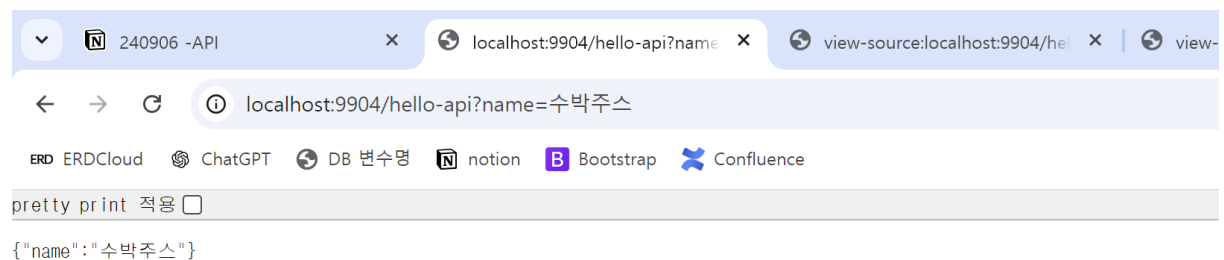 240906 -API
localhost:9904/hello-api?name
view-source:localhost:9904/hel
view-
localhost:9904/hello-api?name=수박주스
ERD ERDCloud ChatGPT DB 변수명 notion B Bootstrap Confluence
pretty print 적용
{"name":"수박주스"}